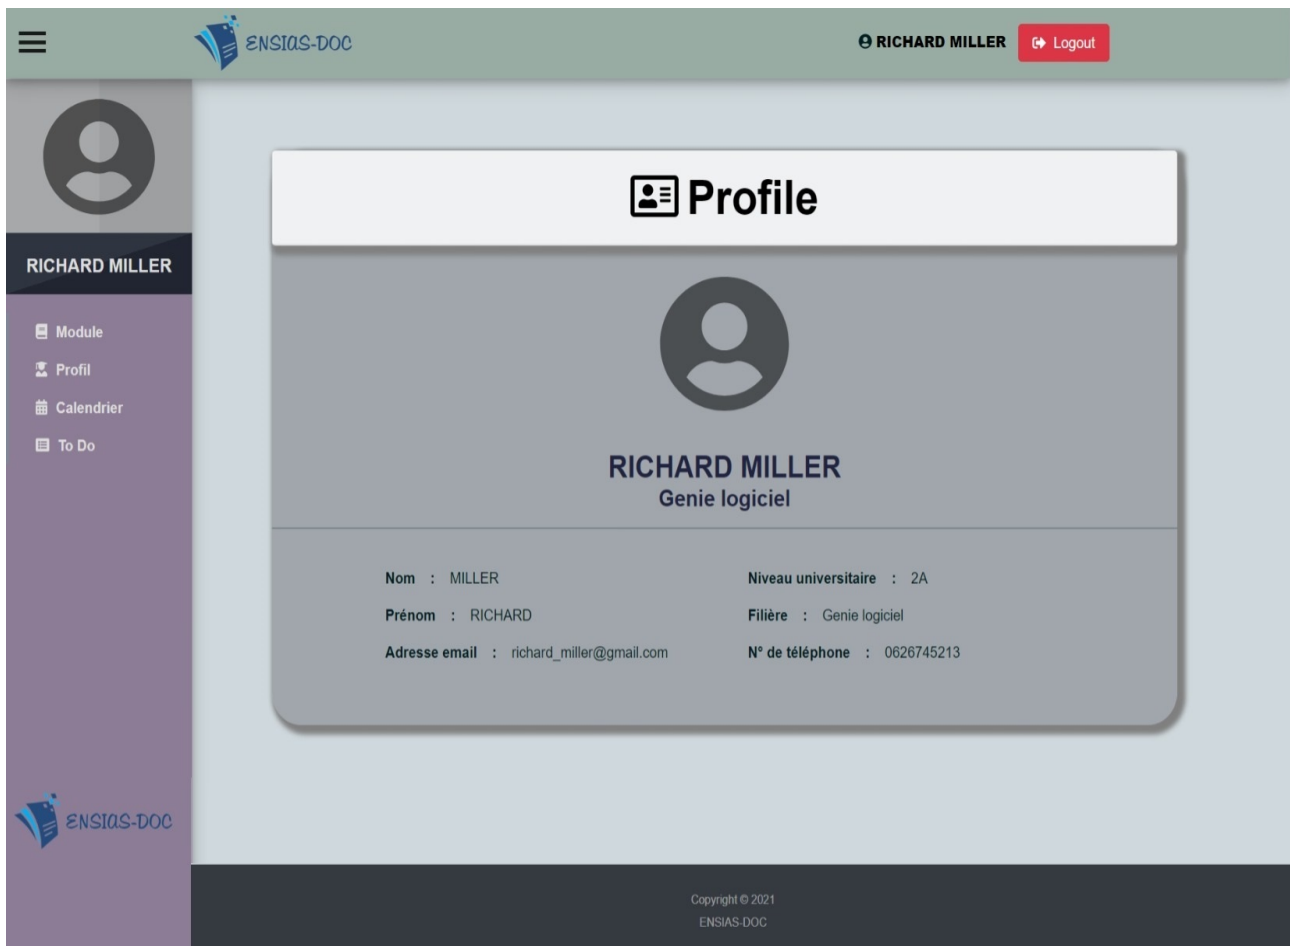 ENSIAS-DOC
RICHARD MILLER
Logout
RICHARD MILLER
Module
Profil
Calendrier
To Do
ENSIAS-DOC
Profile
RICHARD MILLER
Genie logiciel
Nom : MILLER
Niveau universitaire : 2A
Prénom : RICHARD
Filière : Genie logiciel
Adresse email : richard_miller@gmail.com
N° de téléphone : 0626745213
Copyright © 2021
ENSIAS-DOC